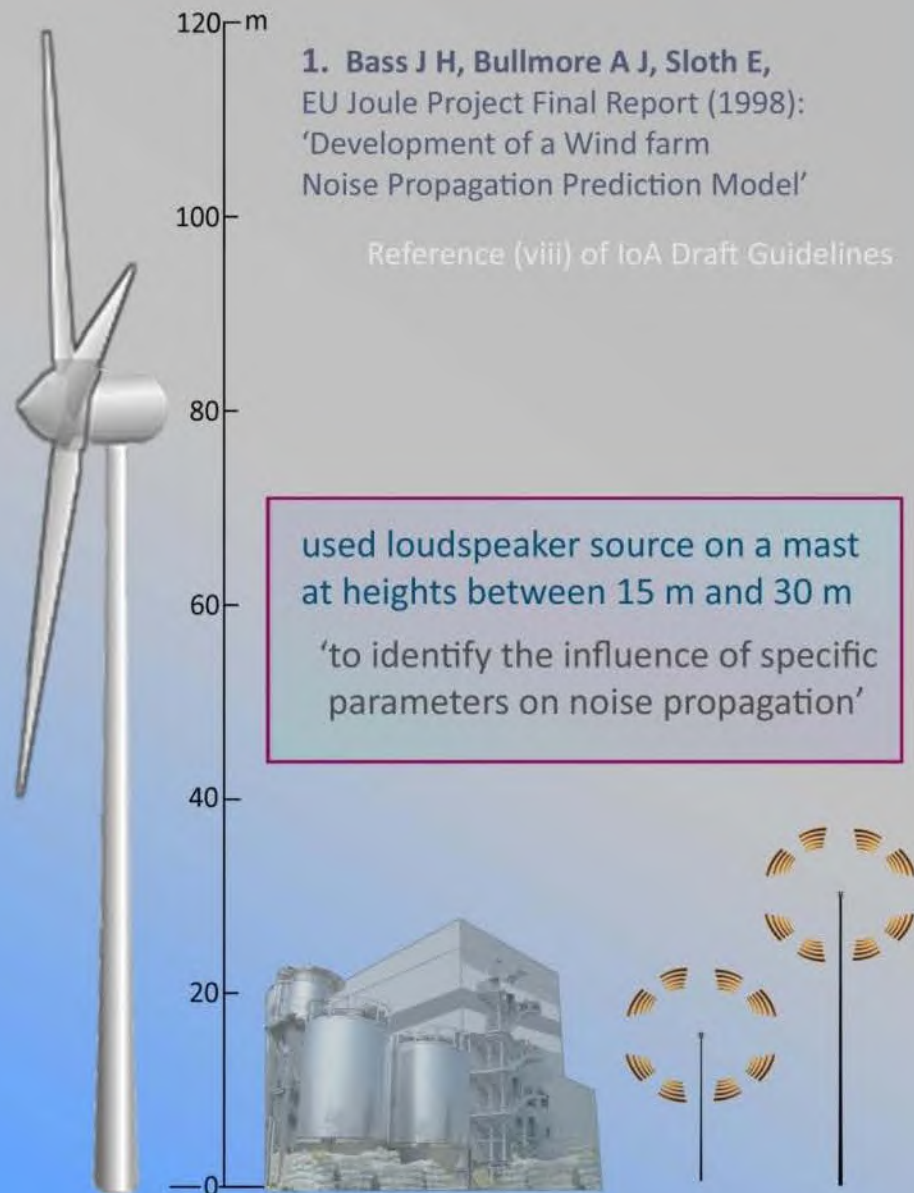 120 m
1. Bass J H, Bullmore A J, Sloth E,
EU Joule Project Final Report (1998):
‘Development of a Wind farm
Noise Propagation Prediction Model’
100
Reference (viii) of IoA Draft Guidelines
80
used loudspeaker source on a mast
at heights between 15 m and 30 m
60
‘to identify the influence of specific
parameters on noise propagation’
40
20
0